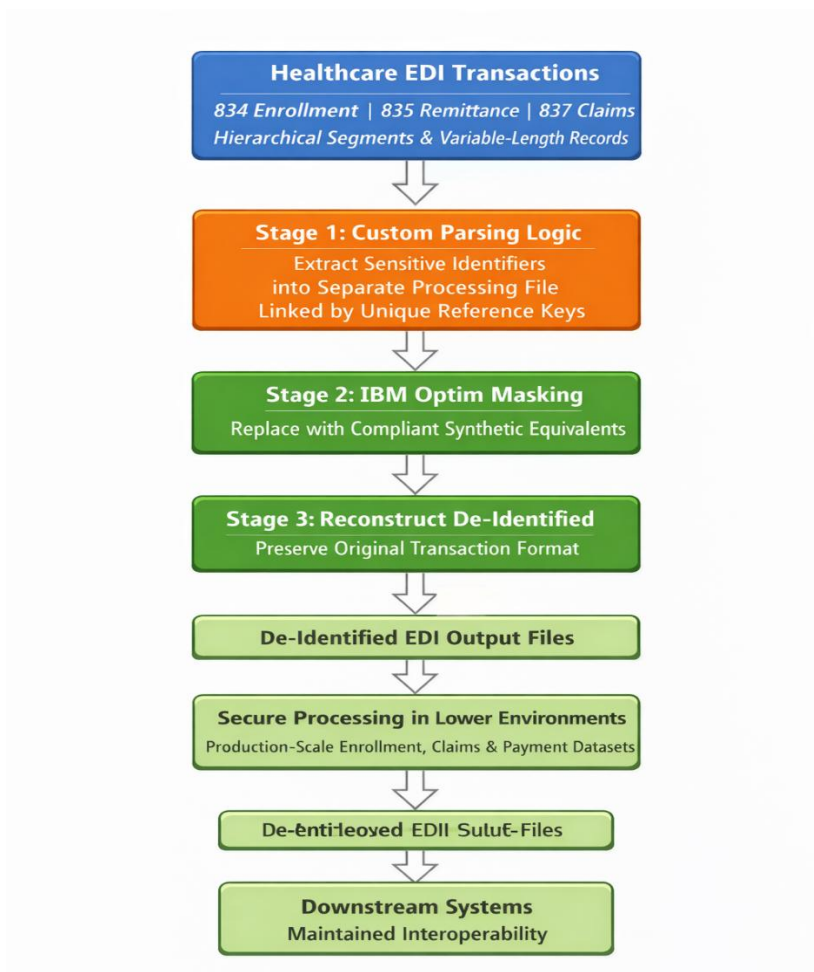 Healthcare EDI Transactions
834 Enrollment | 835 Remittance | 837 Claims
Hierarchical Segments & Variable-Length Records
Stage 1: Custom Parsing Logic
Extract Sensitive Identifiers
into Separate Processing File
Linked by Unique Reference Keys
Stage 2: IBM Optim Masking
Replace with Compliant Synthetic Equivalents
Stage 3: Reconstruct De-Identified
Preserve Original Transaction Format
De-Identified EDI Output Files
Secure Processing in Lower Environments
Production-Scale Enrollment, Claims & Payment Datasets
Files
Downstream Systems
Maintained Interoperability